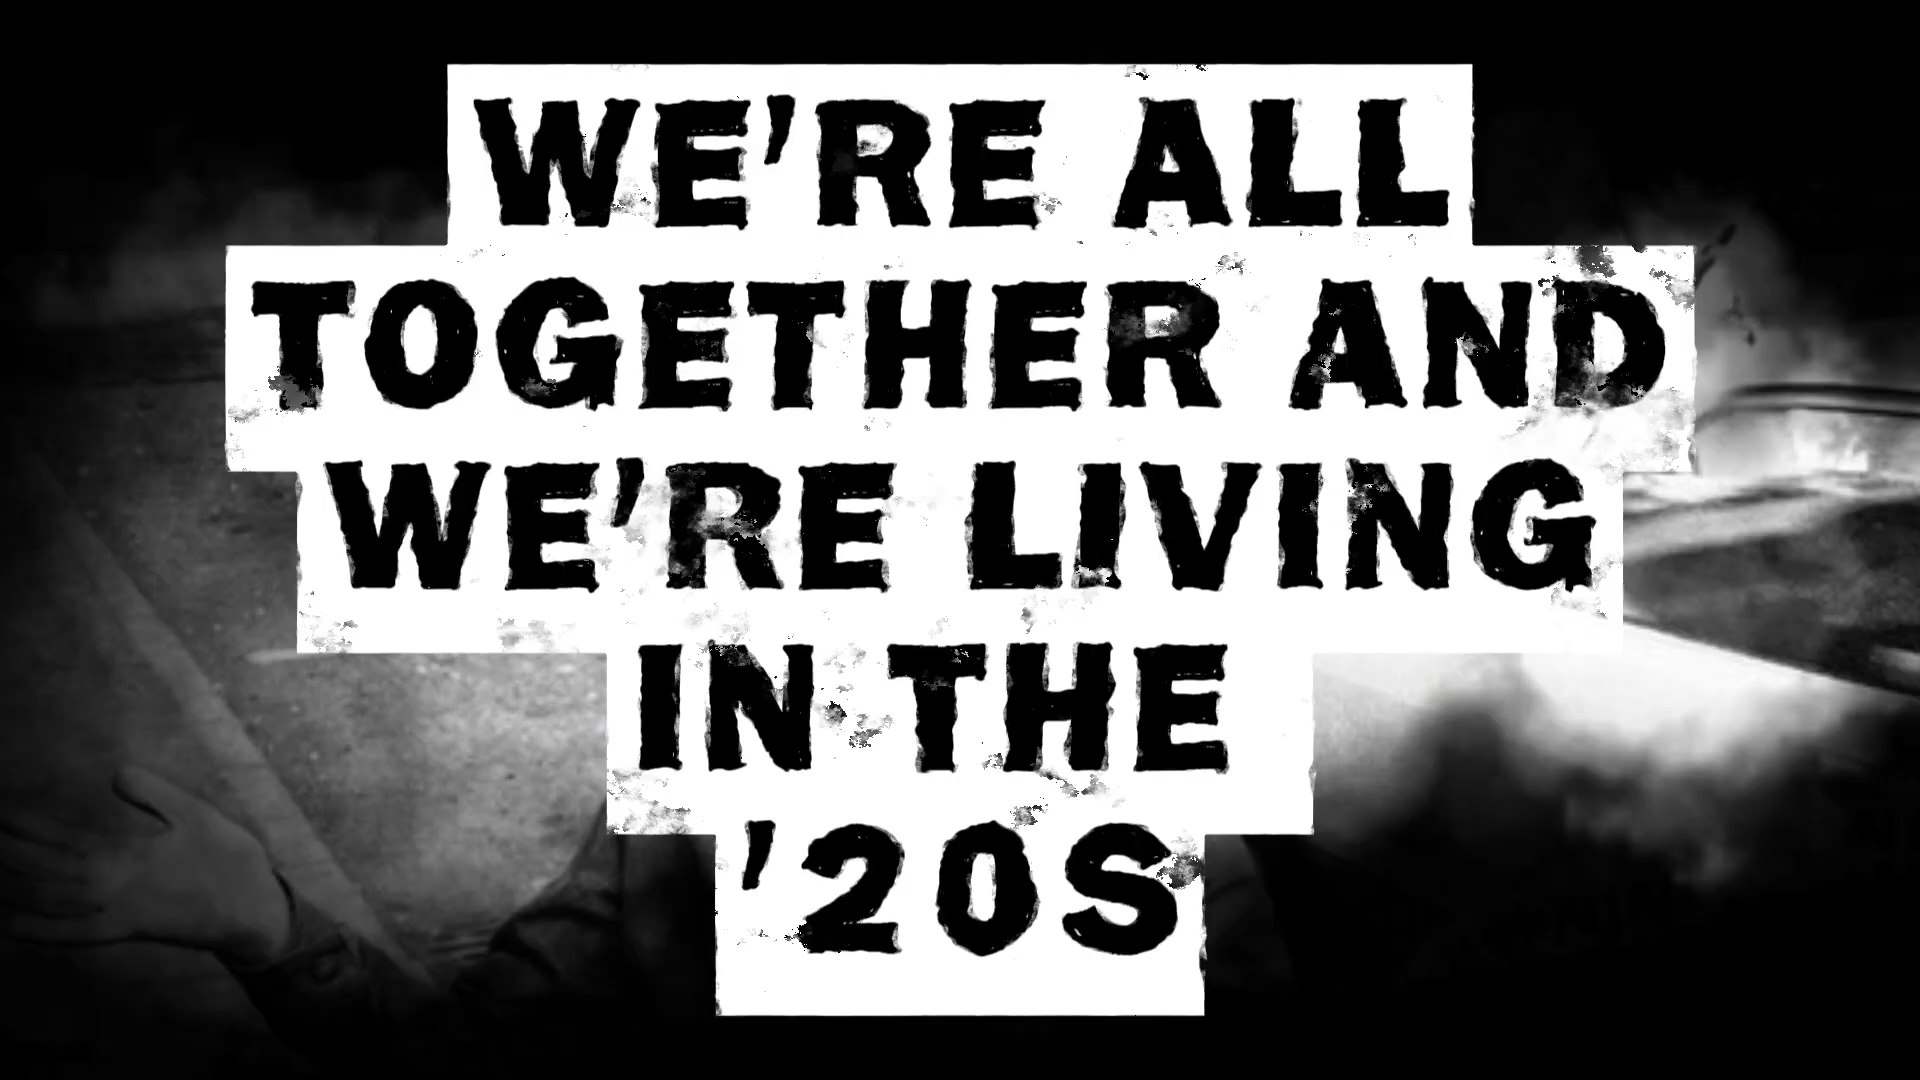 WE'RE ALL
TOGETHER AND
WE'RE LIVING
IN THE
'20S